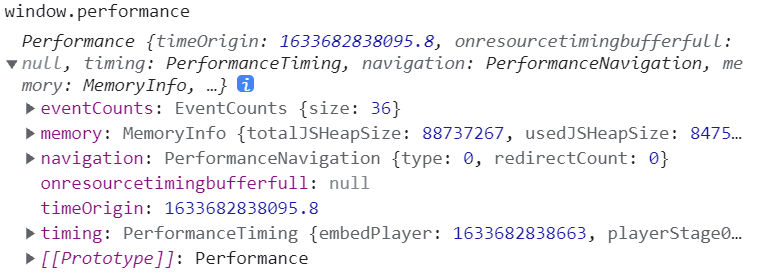 window.performance
Performance {timeOrigin: 1633682838095.8, onresourcetimingbufferfull:
null, timing: PerformanceTiming, navigation: PerformanceNavigation, me
mory: MemoryInfo, …} i
eventCounts: EventCounts {size: 36}
memory: MemoryInfo {totalJSHeapSize: 88737267, usedJSHeapSize: 8475…
navigation: PerformanceNavigation {type: 0, redirectCount: 0}
onresourcetimingbufferfull: null
timeOrigin: 1633682838095.8
timing: PerformanceTiming {embedPlayer: 1633682838663, playerStage0…
[[Prototype]]: Performance